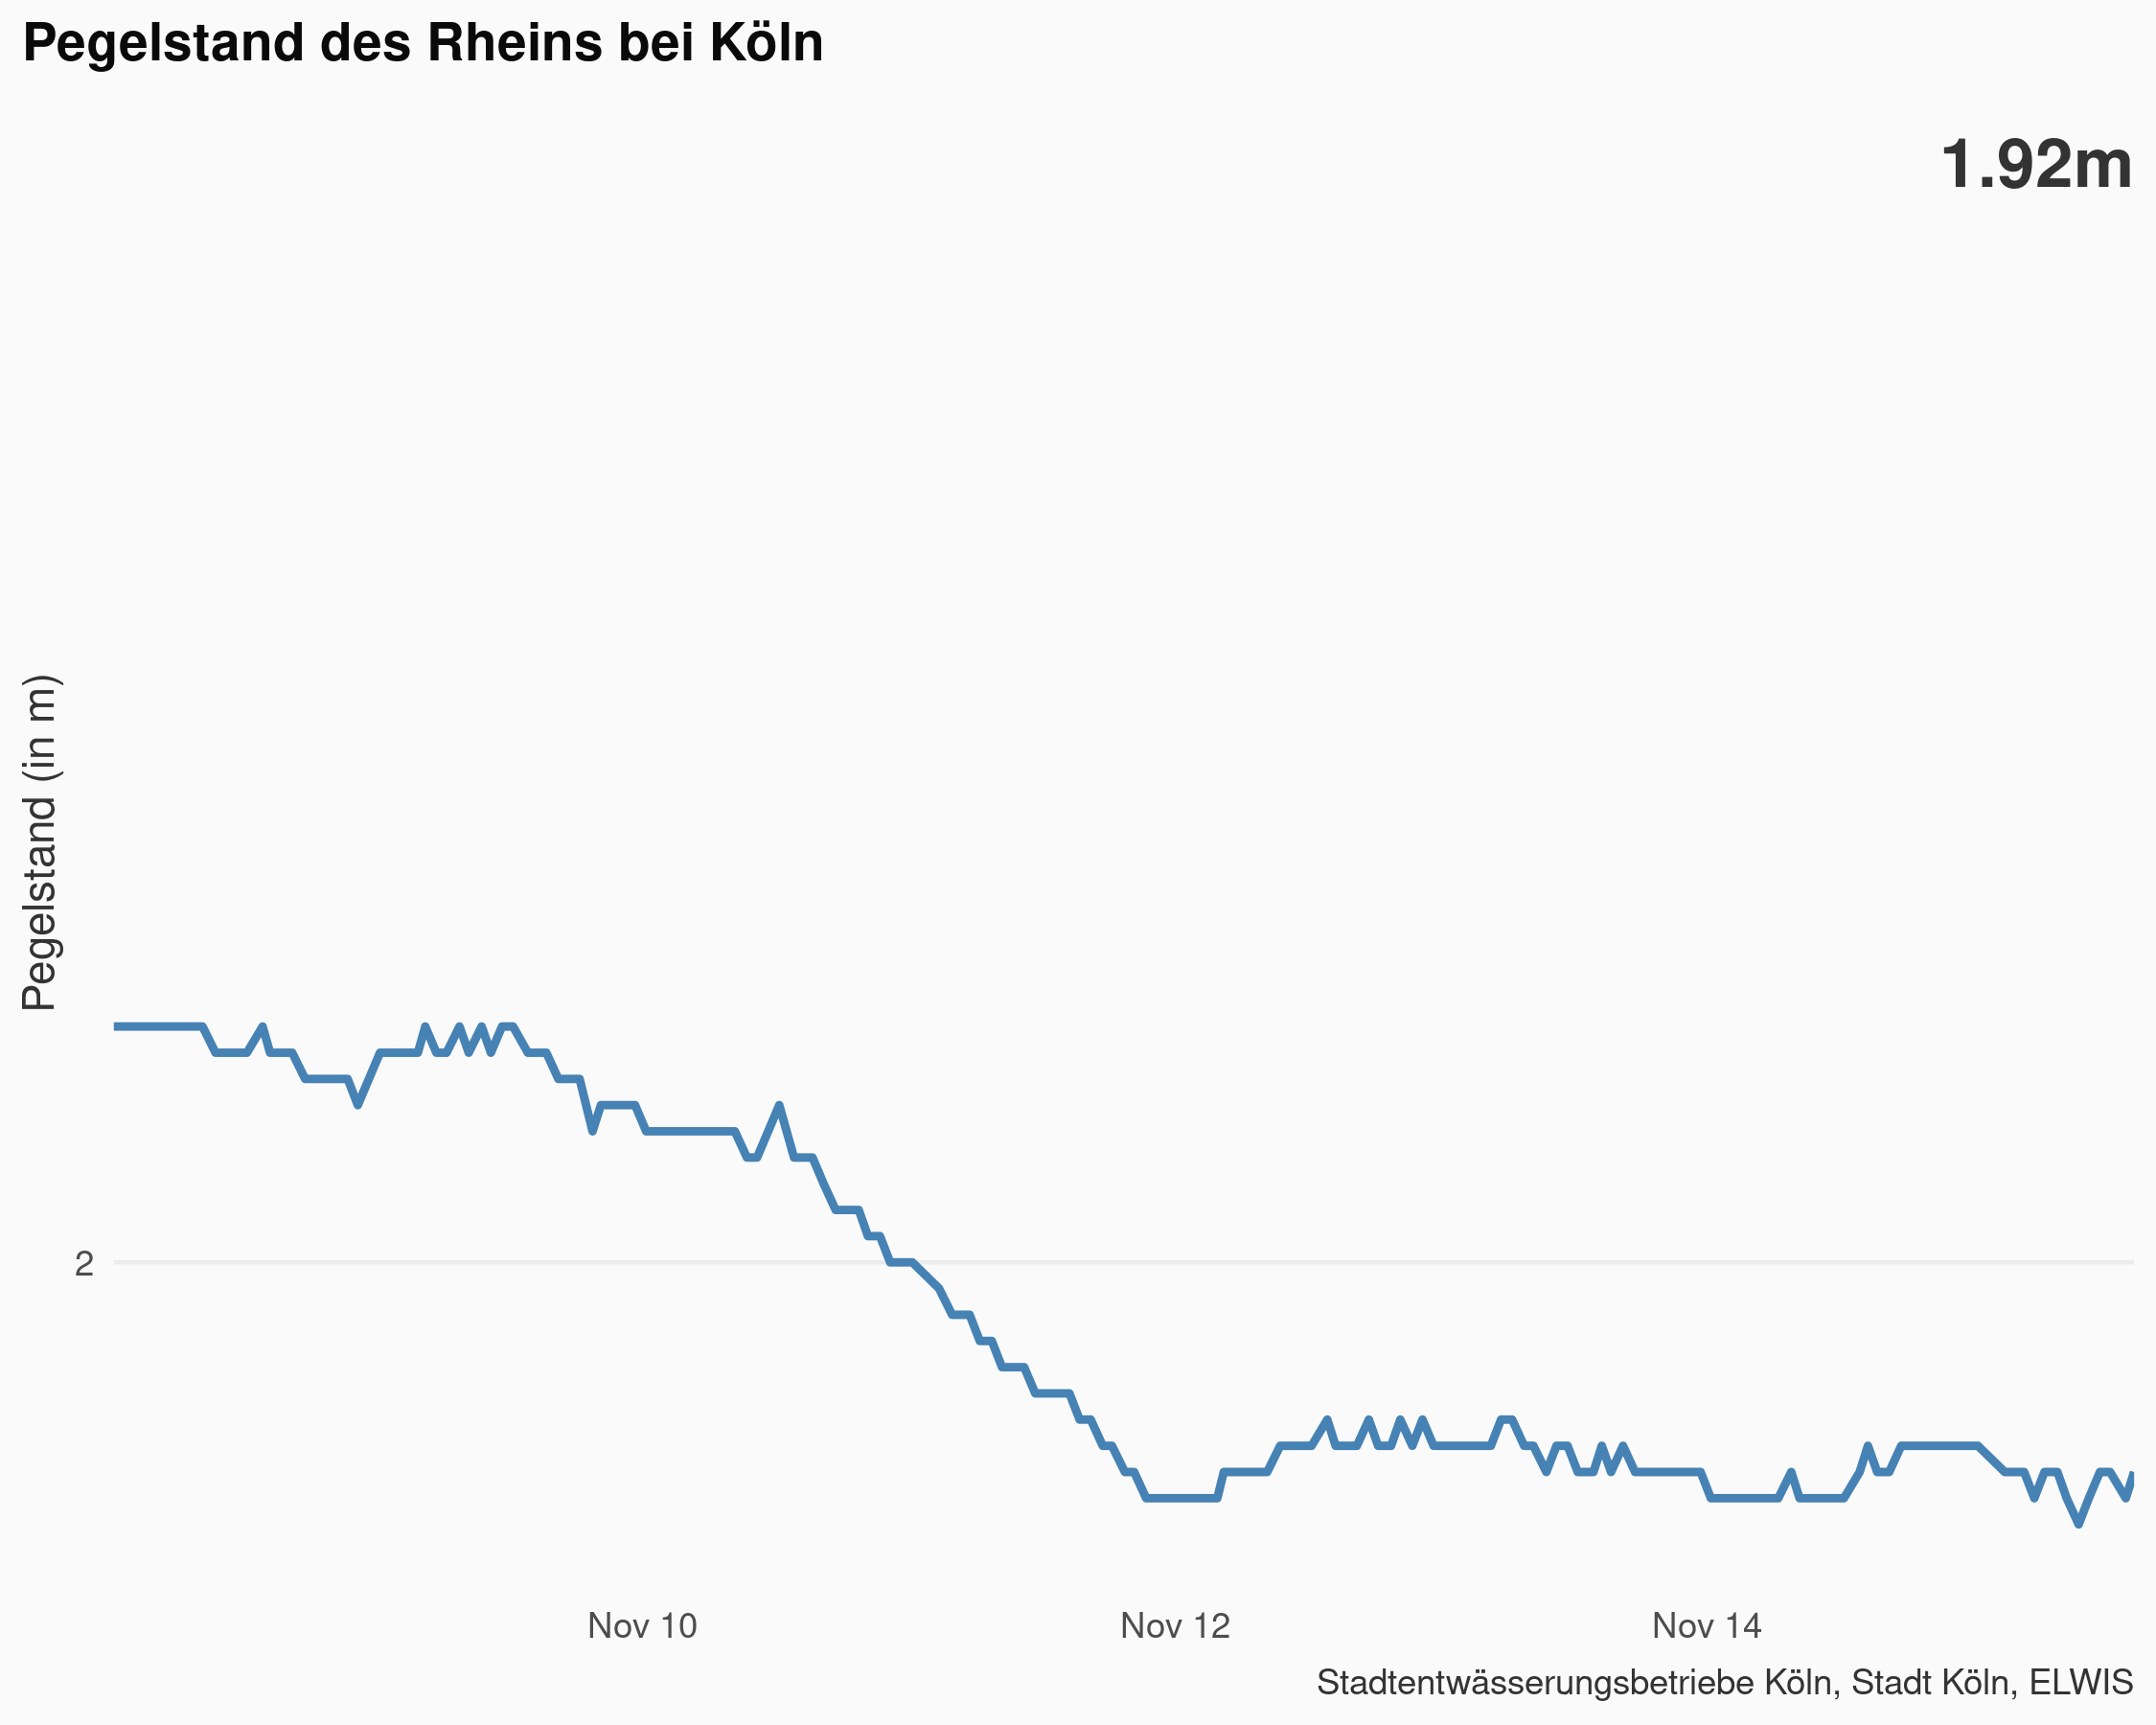 Pegelstand des Rheins bei Köln
1.92m
Pegelstand (in m)
2
Nov 10
Nov 12
Nov 14
Stadtentwässerungsbetriebe Köln, Stadt Köln, ELWIS